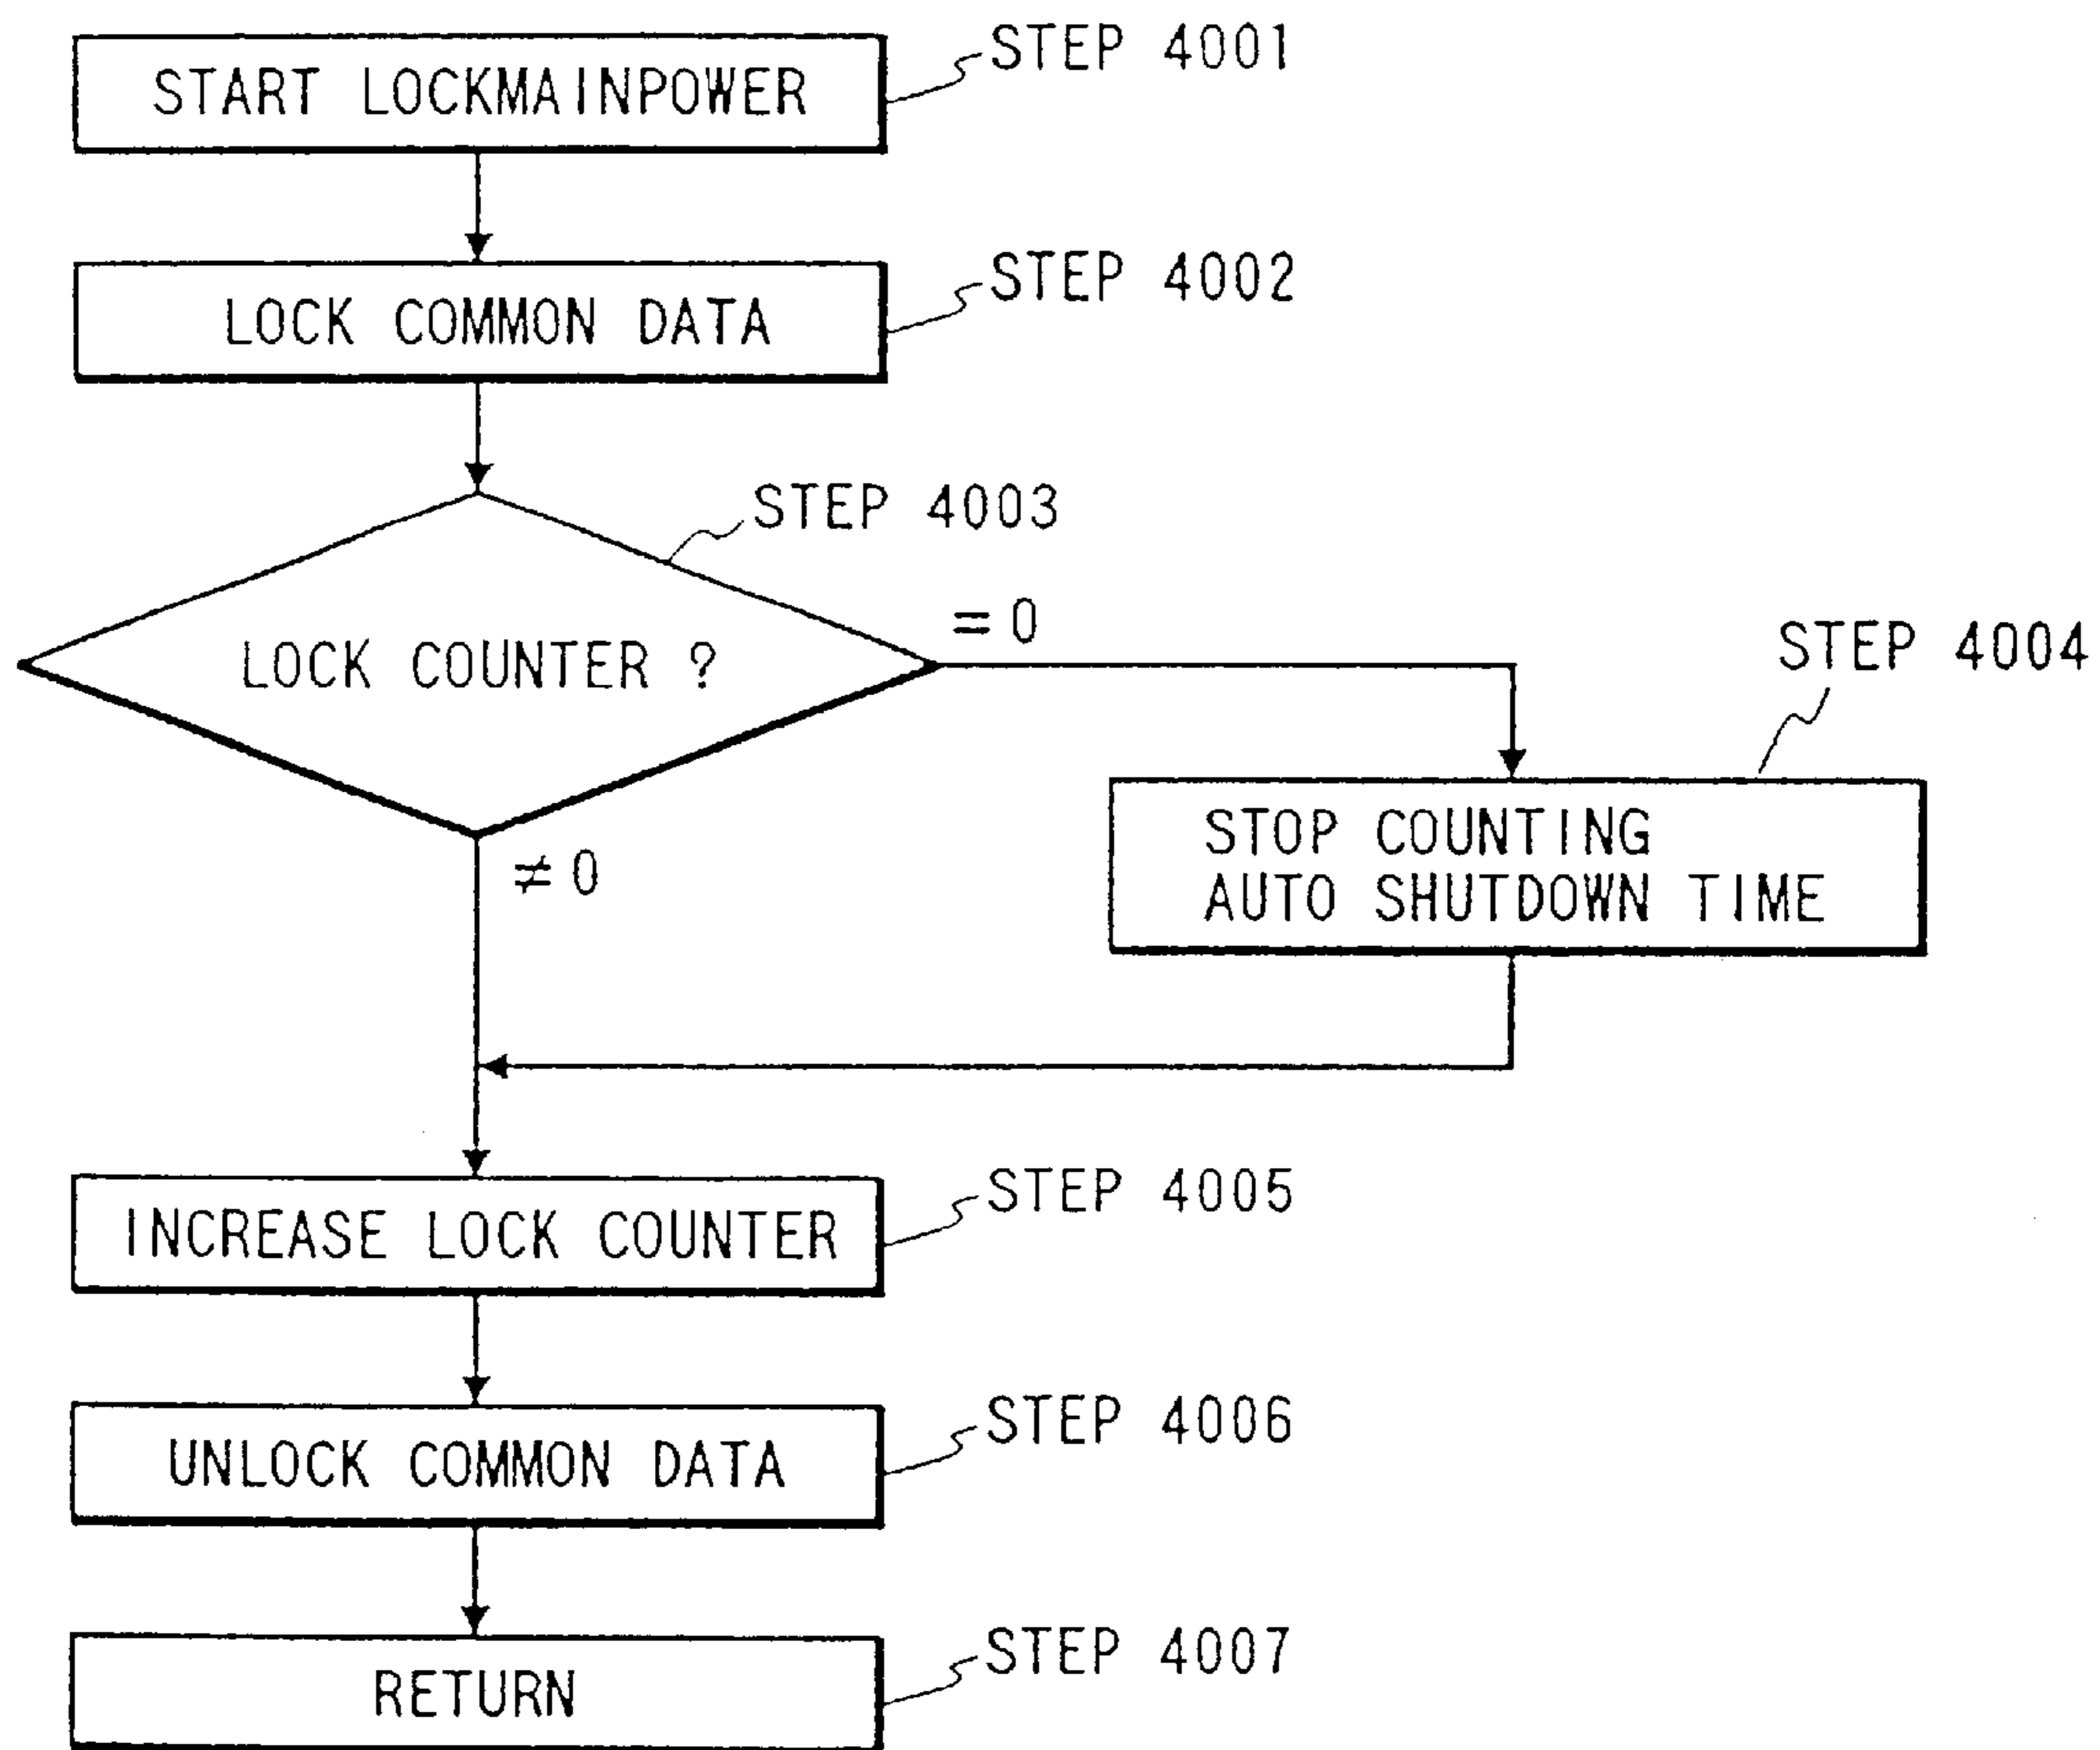 START LOCKMAINPOWER
STEP 4001
LOCK COMMON DATA
STEP 4002
STEP 4003
LOCK COUNTER ?
= 0
≠ 0
STEP 4004
STOP COUNTING
AUTO SHUTDOWN TIME
INCREASE LOCK COUNTER
STEP 4005
UNLOCK COMMON DATA
STEP 4006
RETURN
STEP 4007